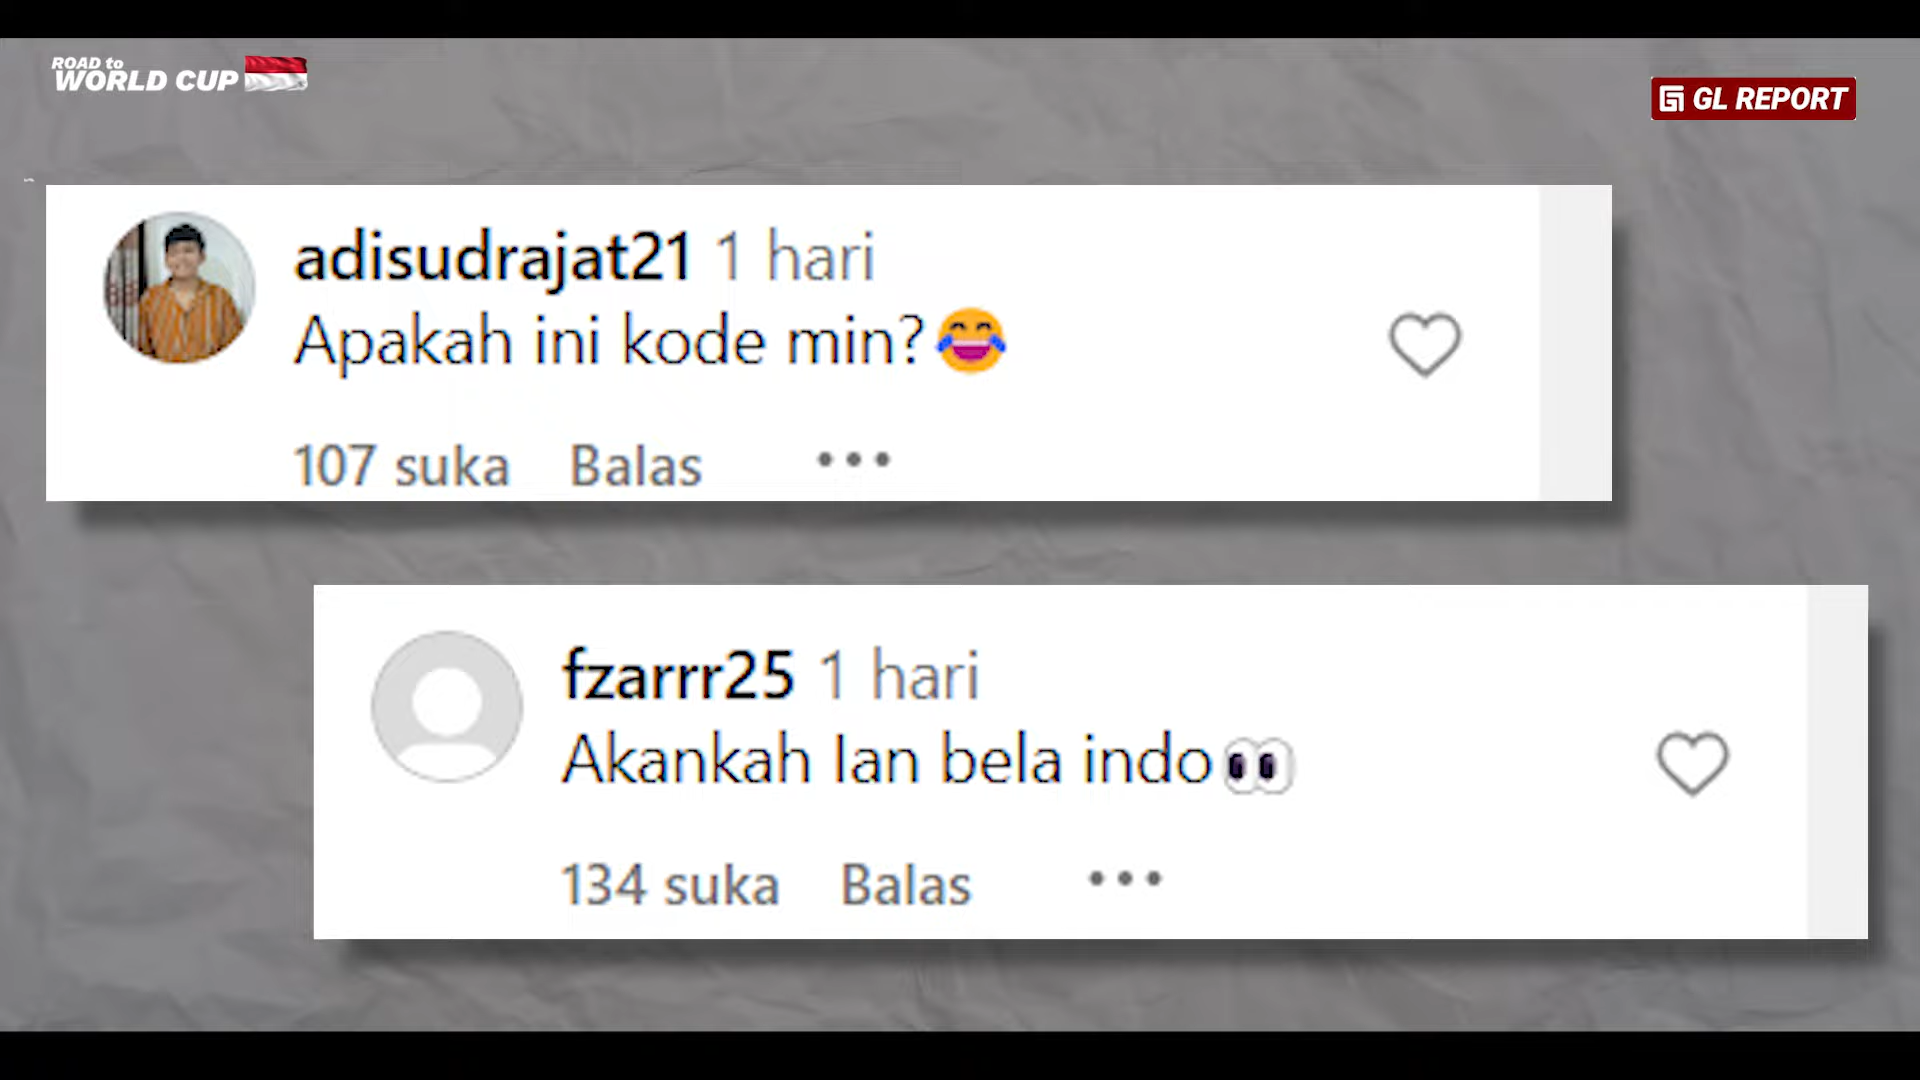 ROAD to
WORLD CUP
GL REPORT
adisudrajat21 1 hari
Apakah ini kode min?😂
107 suka Balas •••
fzarrr25 1 hari
Akankah Ian bela indo👀
134 suka Balas •••